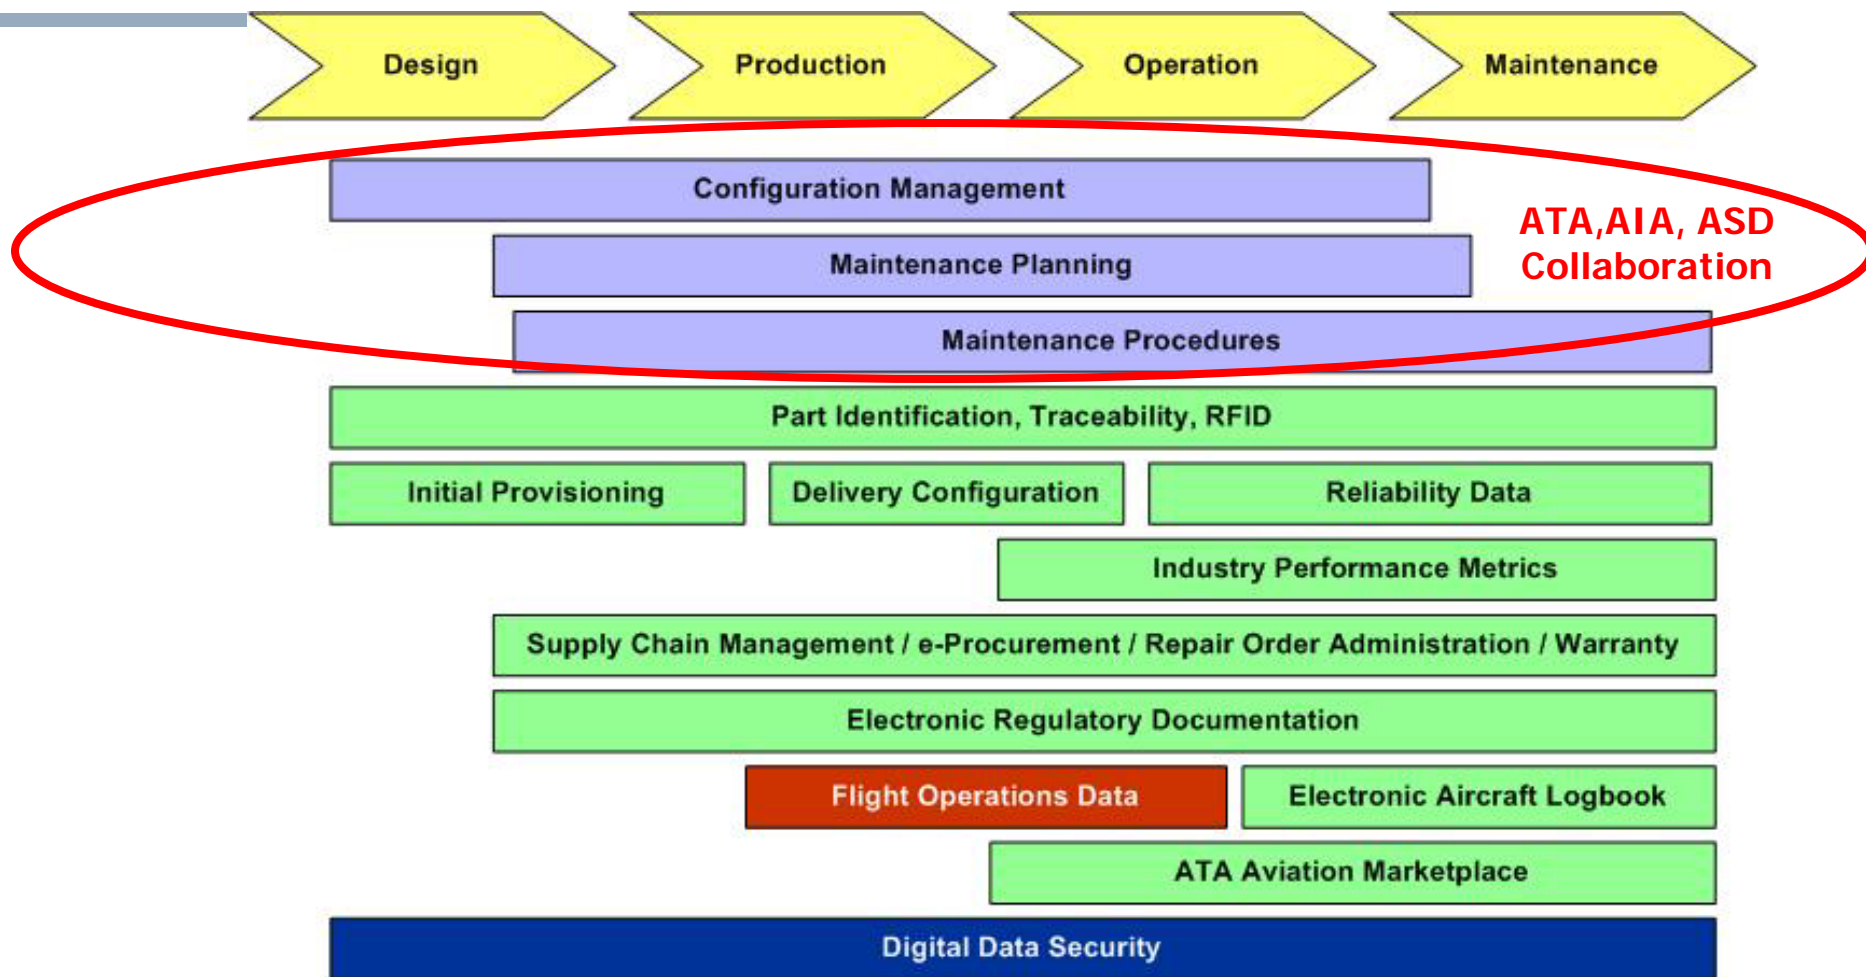 Design
Production
Operation
Maintenance
Configuration Management
ATA,AIA, ASD
Collaboration
Maintenance Planning
Maintenance Procedures
Part Identification, Traceability, RFID
Initial Provisioning
Delivery Configuration
Reliability Data
Industry Performance Metrics
Supply Chain Management / e-Procurement / Repair Order Administration / Warranty
Electronic Regulatory Documentation
Flight Operations Data
Electronic Aircraft Logbook
ATA Aviation Marketplace
Digital Data Security